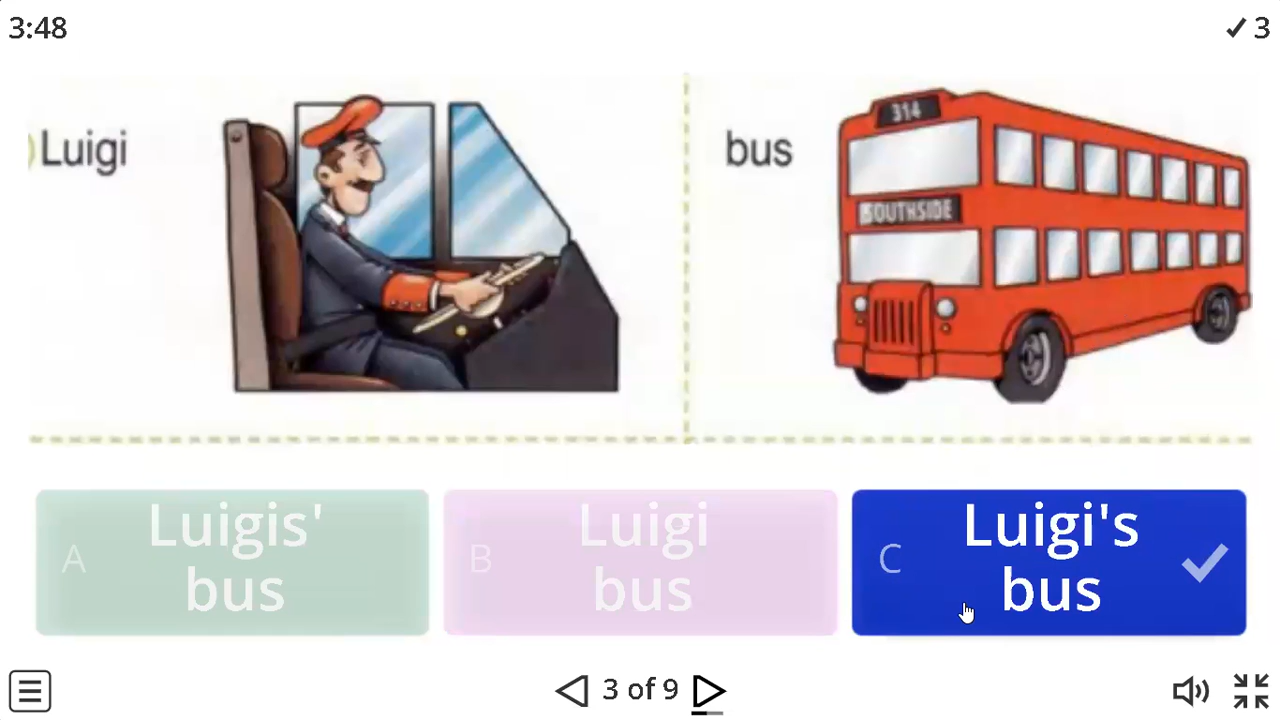 3:48
✓ 3
Luigi
bus
314
SOUTHSIDE
A
Luigis'
bus
B
Luigi
bus
C
Luigi's
bus
3 of 9